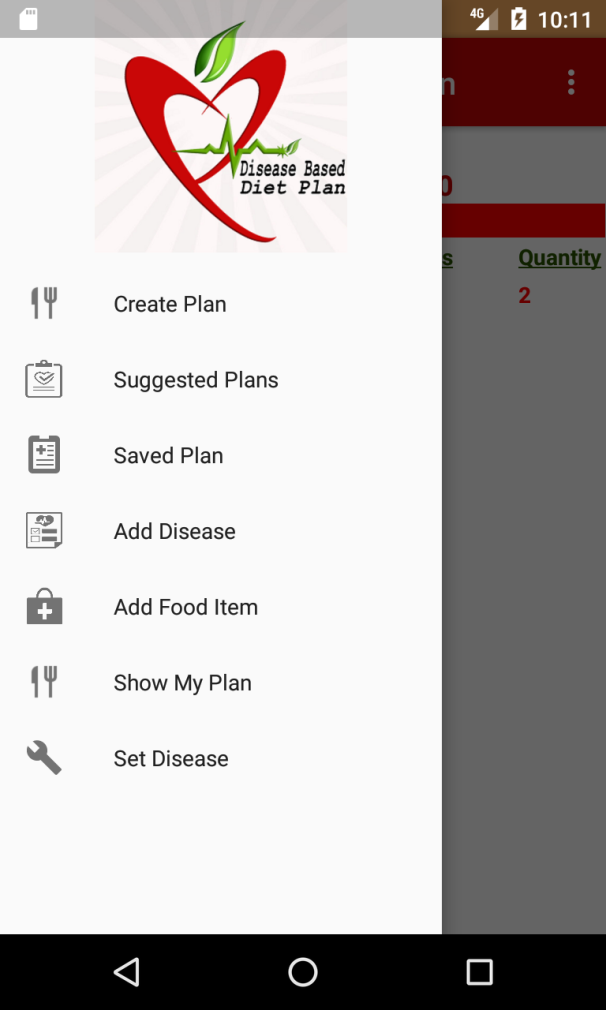 4G 10:11
n
Disease Based
Diet Plan
0
s Quantity
2
Create Plan
Suggested Plans
Saved Plan
Add Disease
Add Food Item
Show My Plan
Set Disease